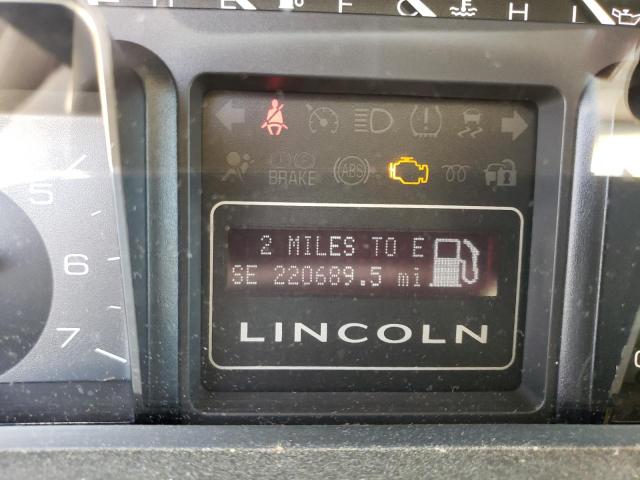 E F C H L
5
6
7
BRAKE
ABS
2 MILES TO E
SE 220689.5 mi
LINCOLN